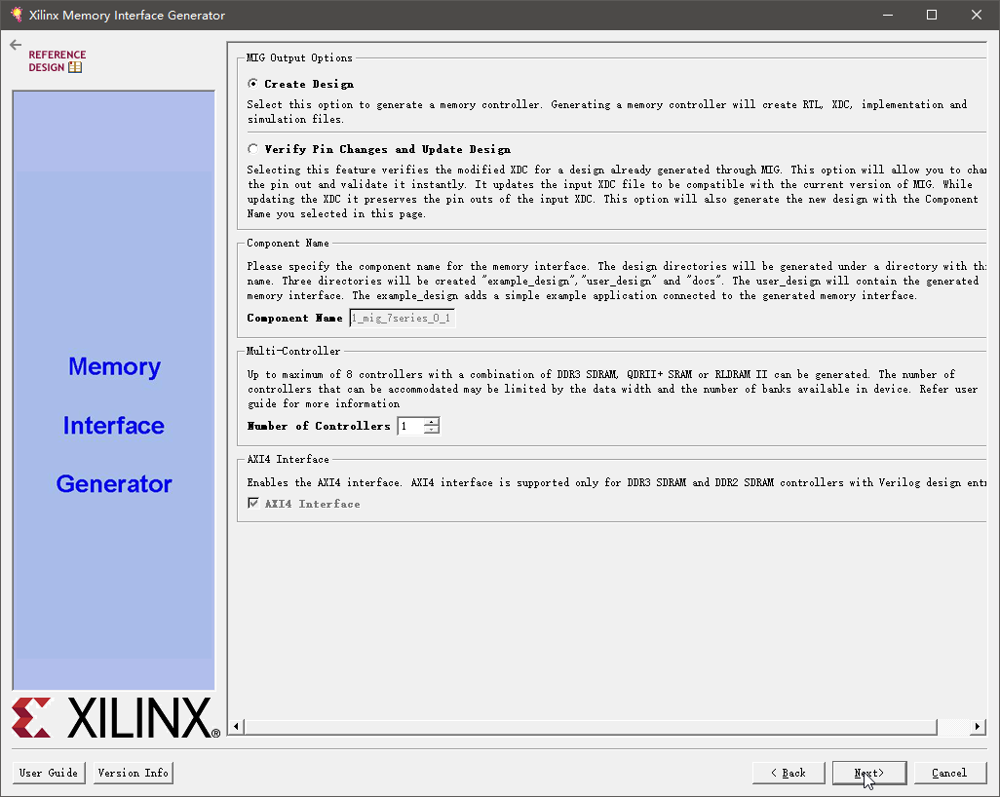 Xilinx Memory Interface Generator
REFERENCE
DESIGN
Memory
Interface
Generator
XILINX®
MIG Output Options
Create Design
Select this option to generate a memory controller. Generating a memory controller will create RTL, XDC, implementation and
simulation files.
Verify Pin Changes and Update Design
Selecting this feature verifies the modified XDC for a design already generated through MIG. This option will allow you to cha
the pin out and validate it instantly. It updates the input XDC file to be compatible with the current version of MIG. While
updating the XDC it preserves the pin outs of the input XDC. This option will also generate the new design with the Component
Name you selected in this page.
Component Name
Please specify the component name for the memory interface. The design directories will be generated under a directory with th
name. Three directories will be created "example_design","user_design" and "docs". The user_design will contain the generated
memory interface. The example_design adds a simple example application connected to the generated memory interface.
Component Name 1_mig_7series_0_1
Multi-Controller
Up to maximum of 8 controllers with a combination of DDR3 SDRAM, QDRII+ SRAM or RLDRAM II can be generated. The number of
controllers that can be accommodated may be limited by the data width and the number of banks available in device. Refer user
guide for more information
Number of Controllers 1
AXI4 Interface
Enables the AXI4 interface. AXI4 interface is supported only for DDR3 SDRAM and DDR2 SDRAM controllers with Verilog design ent
AXI4 Interface
User Guide
Version Info
< Back
Next>
Cancel